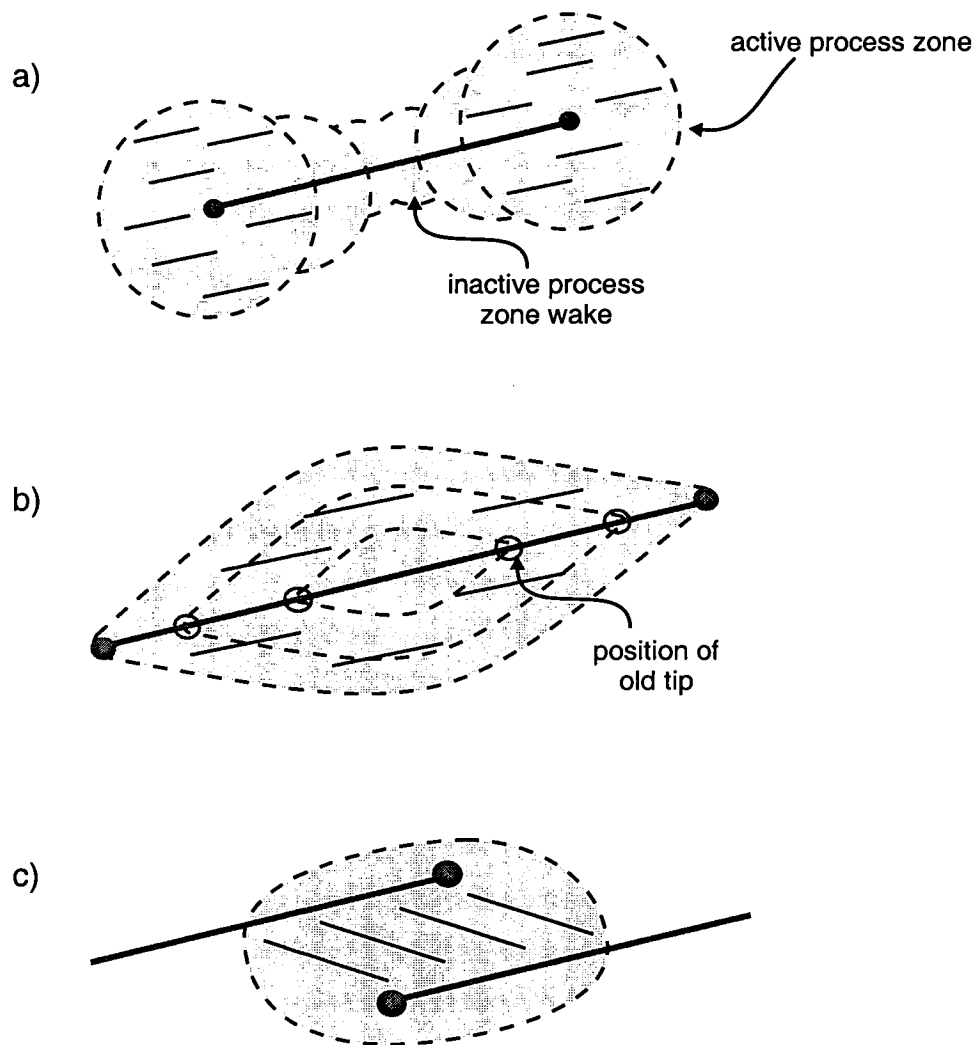 a)
active process zone
inactive process
zone wake
b)
position of
old tip
c)